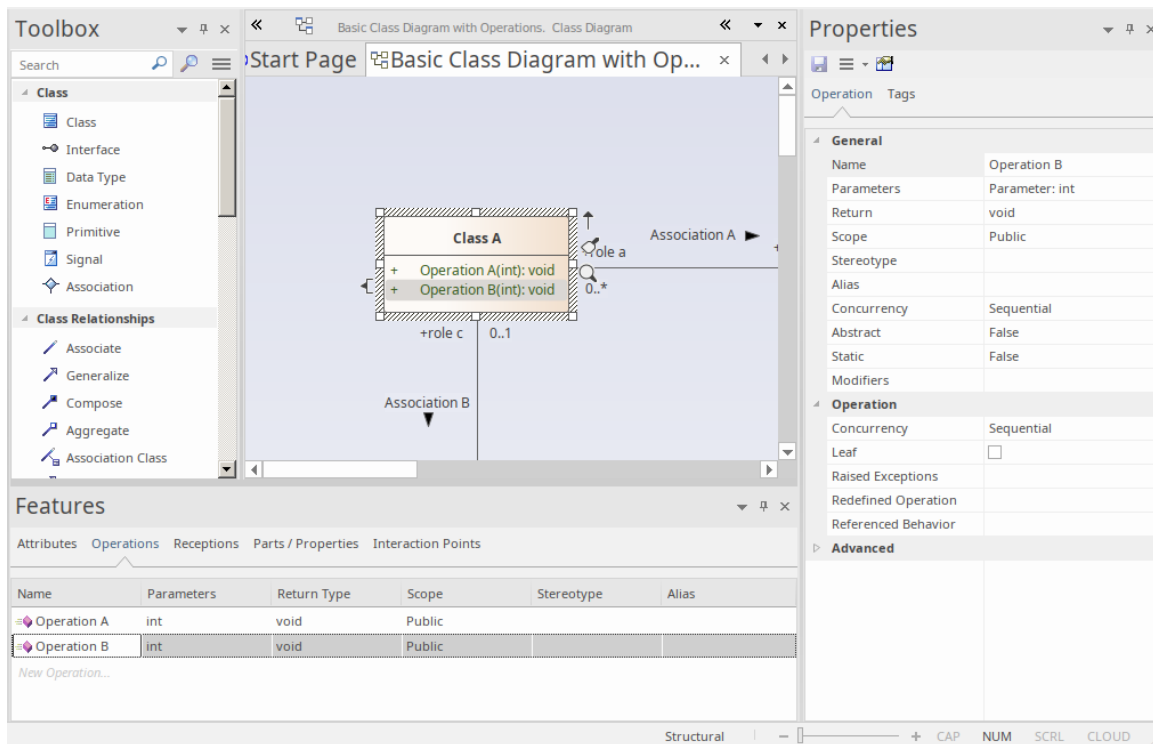 Toolbox
Search
Class
Class
Interface
Data Type
Enumeration
Primitive
Signal
Association
Class Relationships
Associate
Generalize
Compose
Aggregate
Association Class
Basic Class Diagram with Operations. Class Diagram
Start Page
Basic Class Diagram with Op...
Class A
+ Operation A(int): void
+ Operation B(int): void
Association A
role a
0..*
+role c 0..1
Association B
Features
Attributes Operations Receptions Parts / Properties Interaction Points
Name Parameters Return Type Scope Stereotype Alias
Operation A int void Public
Operation B int void Public
New Operation...
Properties
Operation Tags
General
Name Operation B
Parameters Parameter: int
Return void
Scope Public
Stereotype
Alias
Concurrency Sequential
Abstract False
Static False
Modifiers
Operation
Concurrency Sequential
Leaf
Raised Exceptions
Redefined Operation
Referenced Behavior
Advanced
Structural CAP NUM SCRL CLOUD